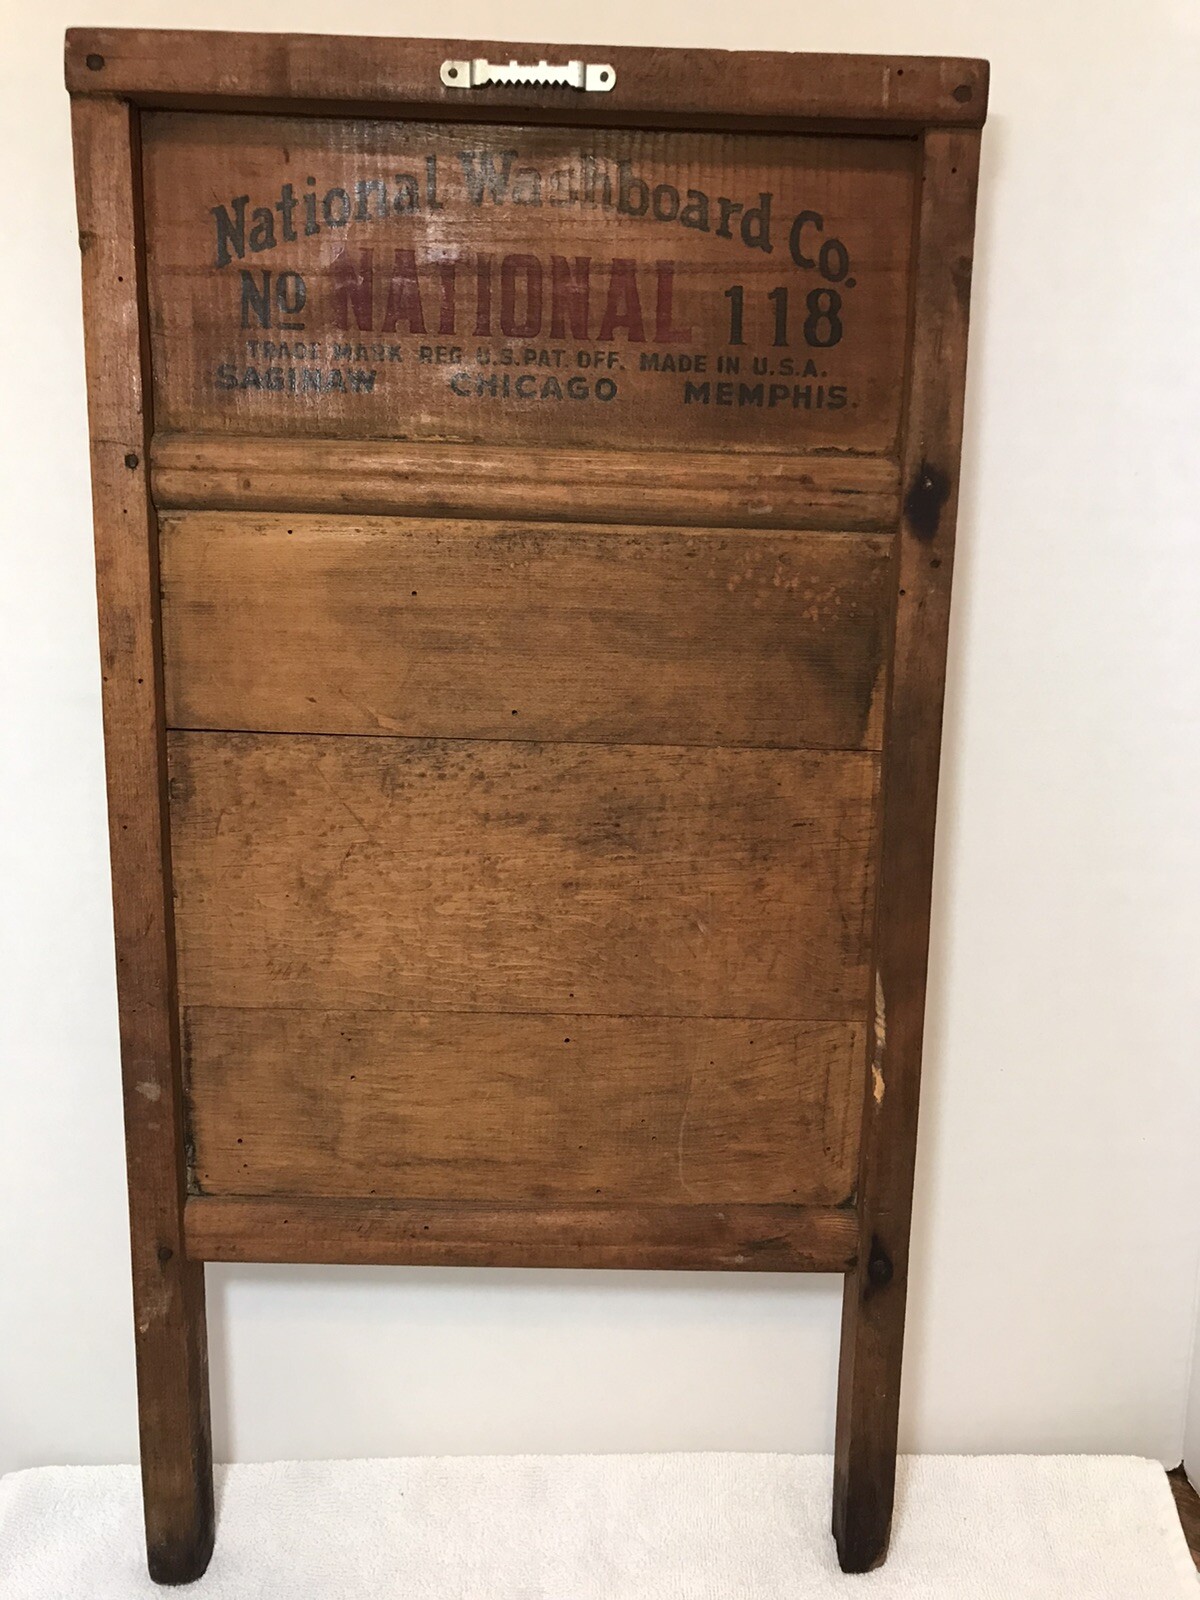 National Washboard Co.
No NATIONAL 118
TRADE MARK REG. U.S. PAT. OFF. MADE IN U.S.A.
SAGINAW CHICAGO MEMPHIS.